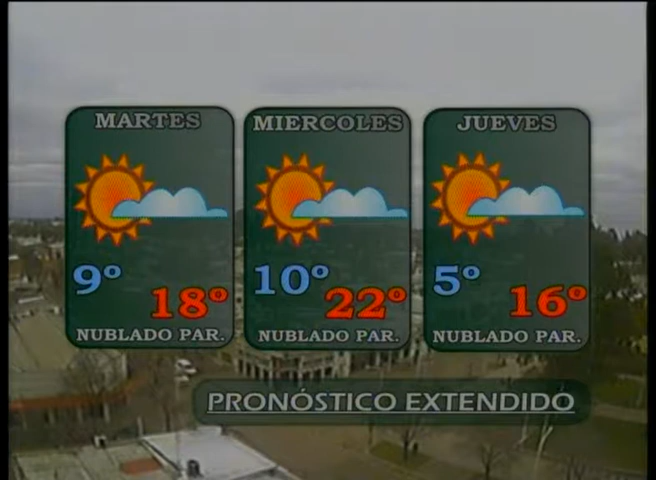 MARTES
9º
18º
NUBLADO PAR.
MIERCOLES
10º
22º
NUBLADO PAR.
JUEVES
5º
16º
NUBLADO PAR.
PRONÓSTICO EXTENDIDO